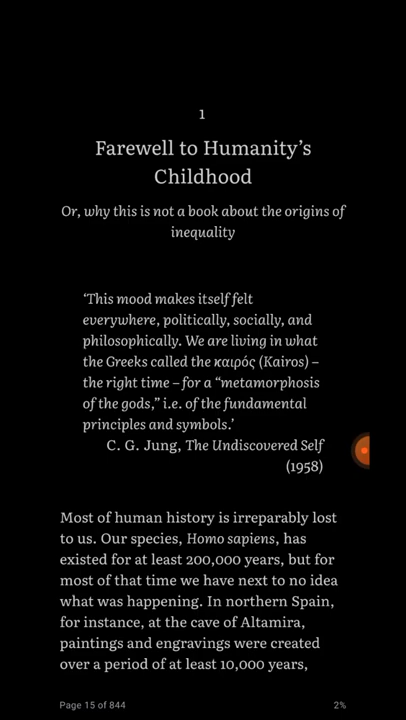 1
Farewell to Humanity’s
Childhood
Or, why this is not a book about the origins of
inequality
‘This mood makes itself felt
everywhere, politically, socially, and
philosophically. We are living in what
the Greeks called the καιρός (Kairos) –
the right time – for a “metamorphosis
of the gods,” i.e. of the fundamental
principles and symbols.’
C. G. Jung, The Undiscovered Self
(1958)
Most of human history is irreparably lost
to us. Our species, Homo sapiens, has
existed for at least 200,000 years, but for
most of that time we have next to no idea
what was happening. In northern Spain,
for instance, at the cave of Altamira,
paintings and engravings were created
over a period of at least 10,000 years,
Page 15 of 844
2%